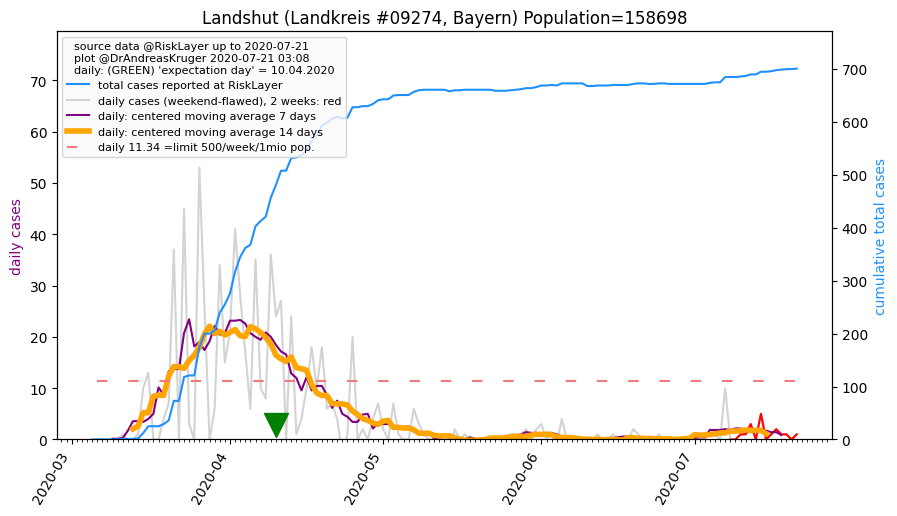 Landshut (Landkreis #09274, Bayern) Population=158698
source data @RiskLayer up to 2020-07-21
plot @DrAndreasKruger 2020-07-21 03:08
daily: (GREEN) 'expectation day' = 10.04.2020
total cases reported at RiskLayer
daily cases (weekend-flawed), 2 weeks: red
daily: centered moving average 7 days
daily: centered moving average 14 days
daily 11.34 =limit 500/week/1mio pop.
daily cases
70
60
50
40
30
20
10
0
cumulative total cases
700
600
500
400
300
200
100
0
2020-03
2020-04
2020-05
2020-06
2020-07